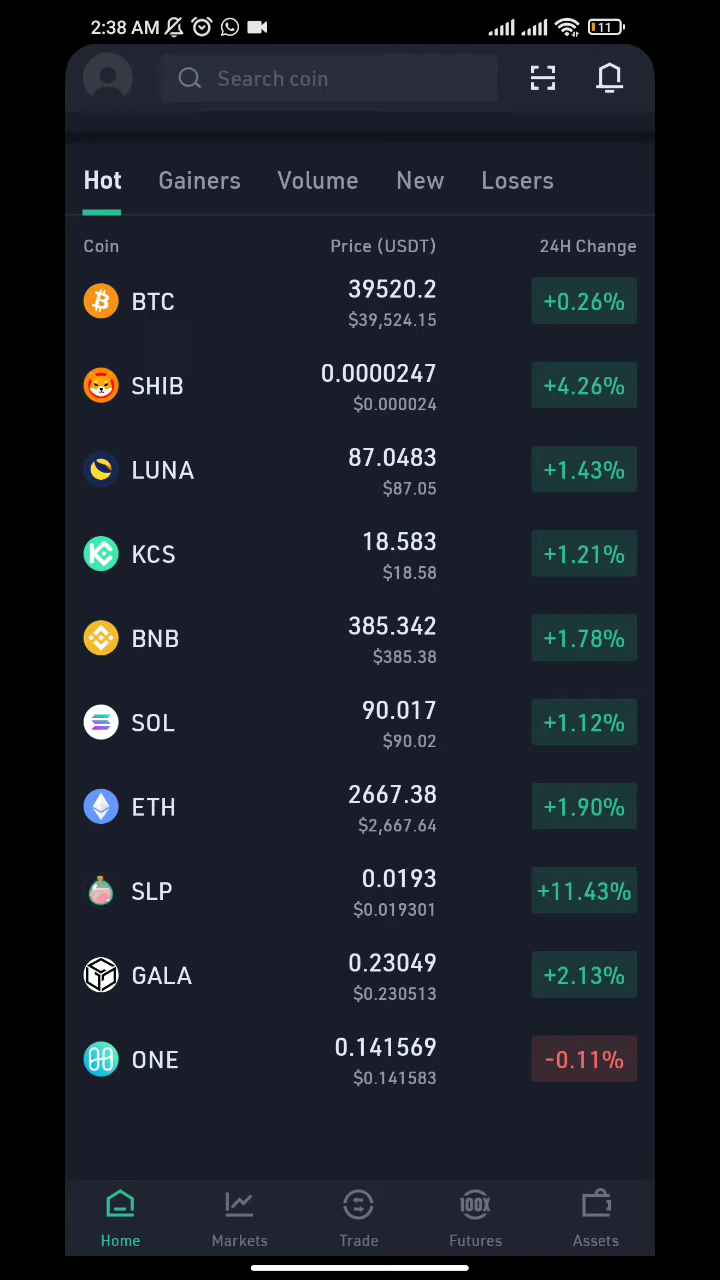 2:38 AM 11
Search coin
Hot Gainers Volume New Losers
Coin Price (USDT) 24H Change
BTC 39520.2 +0.26%
$39,524.15
SHIB 0.0000247 +4.26%
$0.000024
LUNA 87.0483 +1.43%
$87.05
KCS 18.583 +1.21%
$18.58
BNB 385.342 +1.78%
$385.38
SOL 90.017 +1.12%
$90.02
ETH 2667.38 +1.90%
$2,667.64
SLP 0.0193 +11.43%
$0.019301
GALA 0.23049 +2.13%
$0.230513
ONE 0.141569 -0.11%
$0.141583
100X
Home Markets Trade Futures Assets